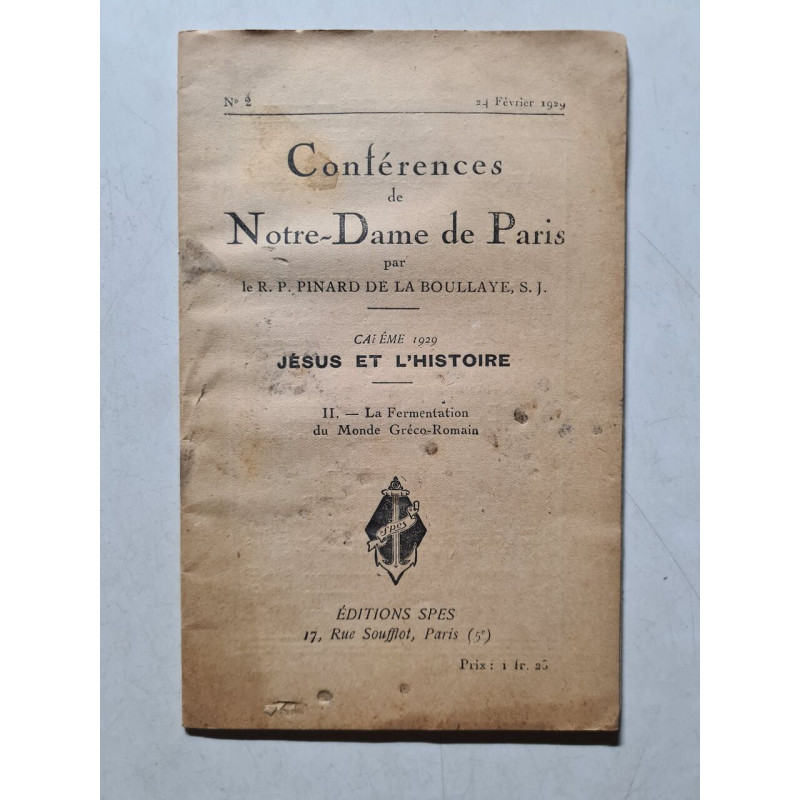 Nº 2 24 Février 1929
Conférences
de
Notre-Dame de Paris
par
le R. P. PINARD DE LA BOULLAYE, S. J.
CAR ÉME 1929
JÉSUS ET L'HISTOIRE
II. — La Fermentation
du Monde Gréco-Romain
Spes
ÉDITIONS SPES
17, Rue Soufflot, Paris (5e)
Prix : 1 fr. 25